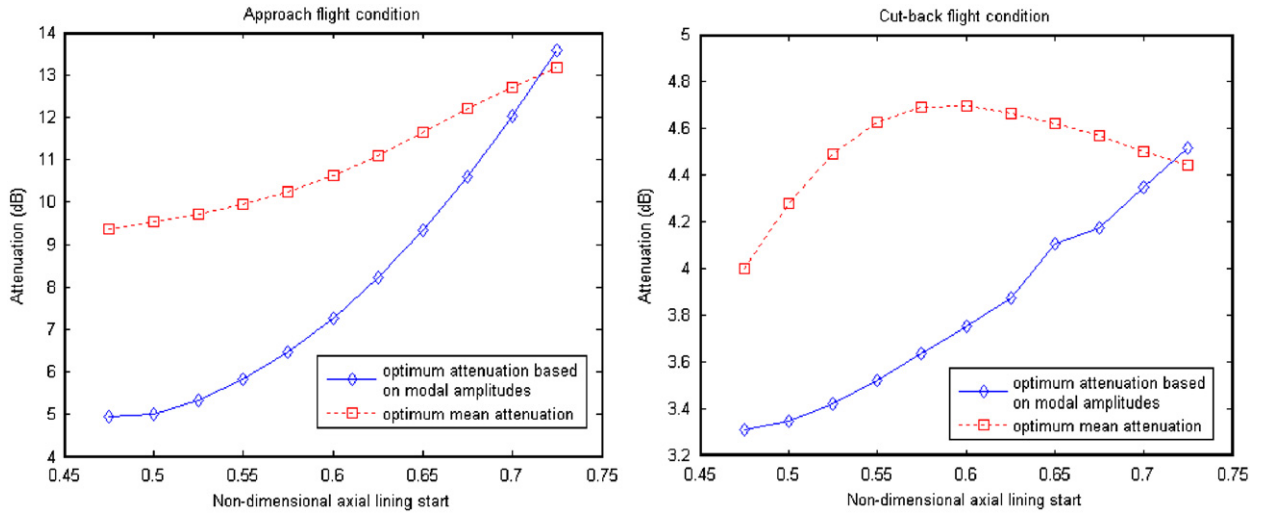 Approach flight condition
14
13
12
11
10
9
8
7
6
5
4
Attenuation (dB)
0.45
0.5
0.55
0.6
0.65
0.7
0.75
Non-dimensional axial lining start
optimum attenuation based
on modal amplitudes
optimum mean attenuation
Cut-back flight condition
5
4.8
4.6
4.4
4.2
4
3.8
3.6
3.4
3.2
Attenuation (dB)
0.45
0.5
0.55
0.6
0.65
0.7
0.75
Non-dimensional axial lining start
optimum attenuation based
on modal amplitudes
optimum mean attenuation